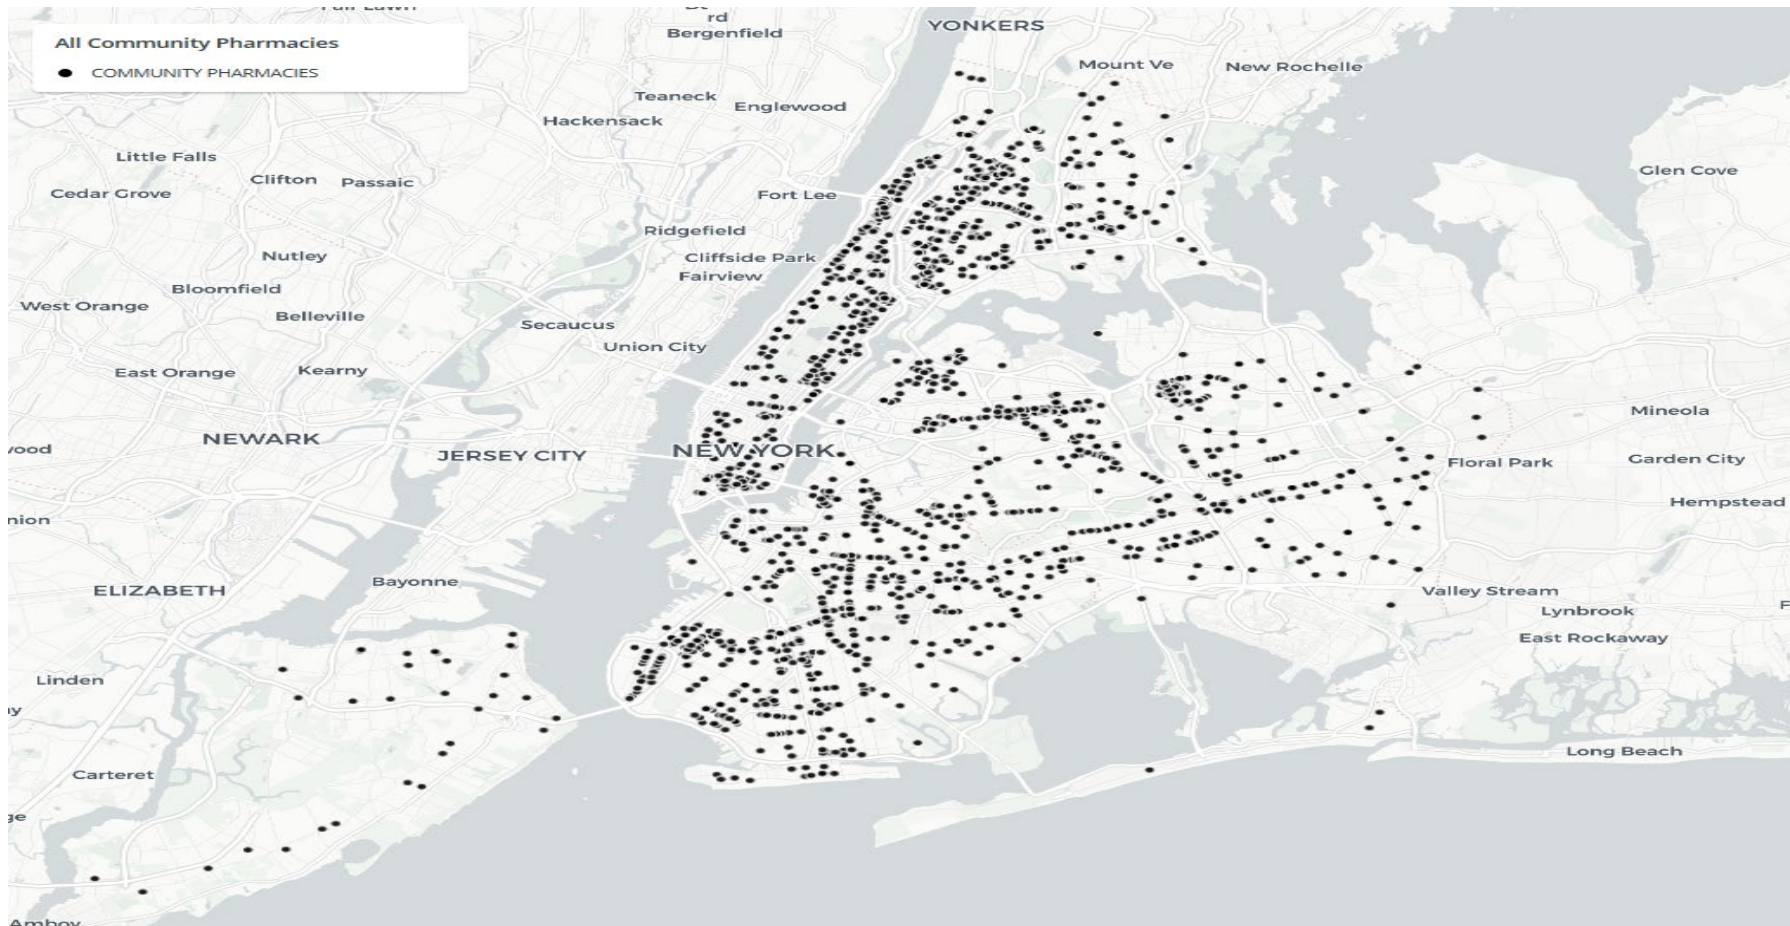 All Community Pharmacies
COMMUNITY PHARMACIES
rd
Bergenfield
YONKERS
Mount Ve
New Rochelle
Teaneck
Englewood
Hackensack
Little Falls
Clifton
Passaic
Cedar Grove
Fort Lee
Glen Cove
Ridgefield
Nutley
Cliffside Park
Fairview
Bloomfield
West Orange
Belleville
Secaucus
Union City
East Orange
Kearny
Mineola
NEWARK
JERSEY CITY
NEW YORK
Floral Park
Garden City
Hempstead
nion
ELIZABETH
Bayonne
Valley Stream
Lynbrook
East Rockaway
Linden
Long Beach
Carteret
Amboy